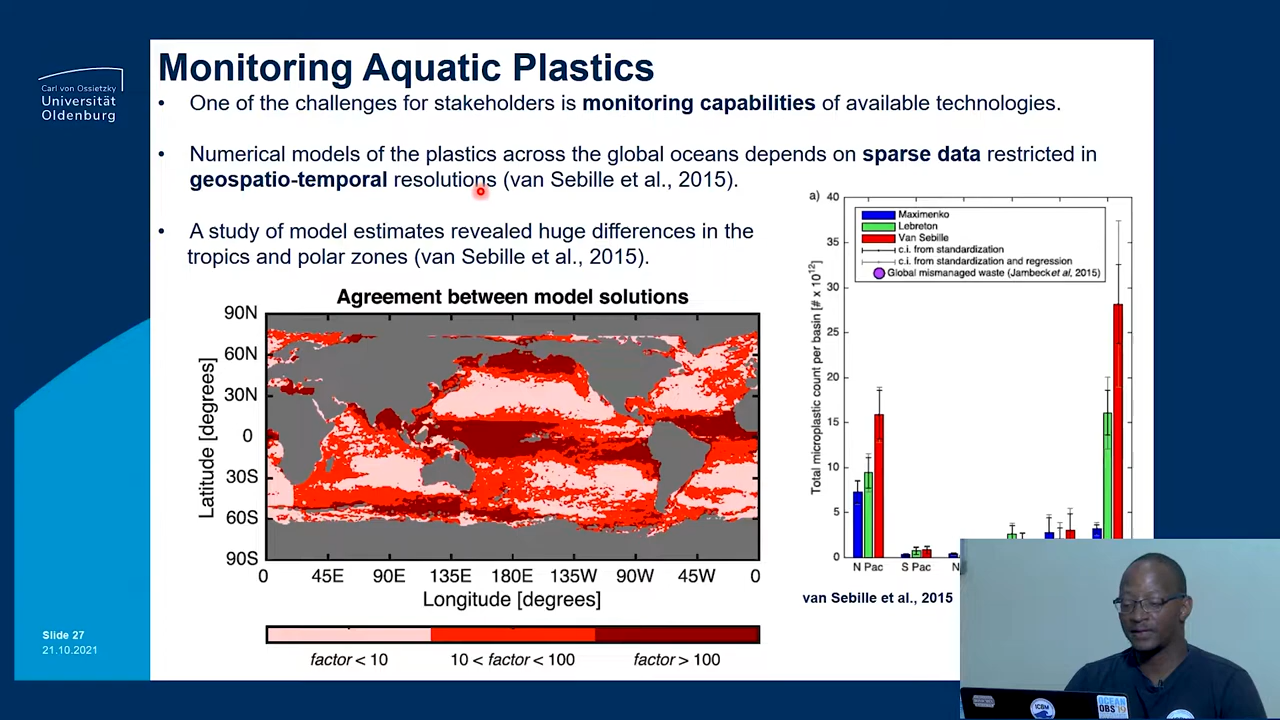 Carl von Ossietzky
Universität
Oldenburg
Monitoring Aquatic Plastics
• One of the challenges for stakeholders is monitoring capabilities of available technologies.
• Numerical models of the plastics across the global oceans depends on sparse data restricted in
geospatio-temporal resolutions (van Sebille et al., 2015).
• A study of model estimates revealed huge differences in the
tropics and polar zones (van Sebille et al., 2015).
Agreement between model solutions
90N
60N
30N
0
30S
60S
90S
Latitude [degrees]
0 45E 90E 135E 180E 135W 90W 45W 0
Longitude [degrees]
factor < 10 10 < factor < 100 factor > 100
a)
40
35
30
25
20
15
10
5
0
Total microplastic count per basin [# x 10¹²]
Maximenko
Lebreton
Van Sebille
c.i. from standardization
c.i. from standardization and regression
Global mismanaged waste (Jambeck et al, 2015)
N Pac S Pac N
van Sebille et al., 2015
Slide 27
21.10.2021
ICBM
OCEAN
OBS'19